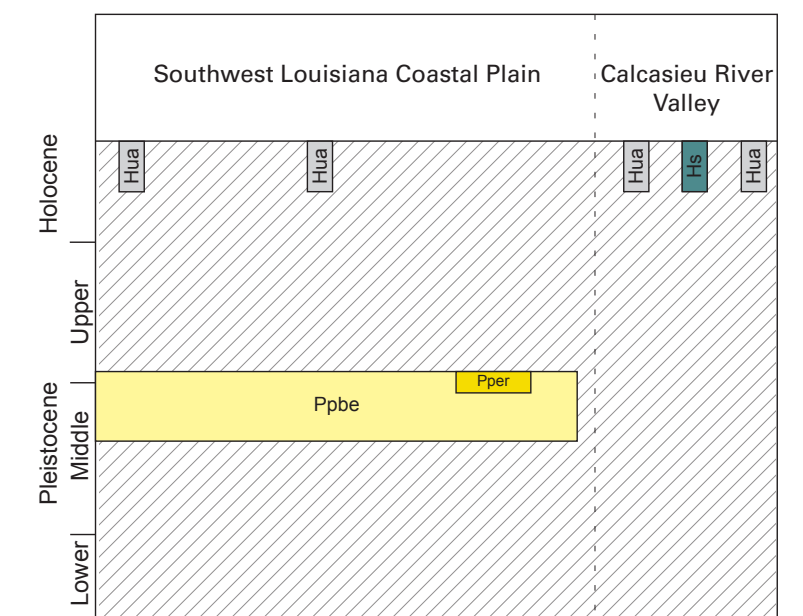 Southwest Louisiana Coastal Plain
Calcasieu River
Valley
Holocene
Hua
Hua
Hua
Hs
Hua
Upper
Pleistocene
Middle
Pper
Ppbe
Lower